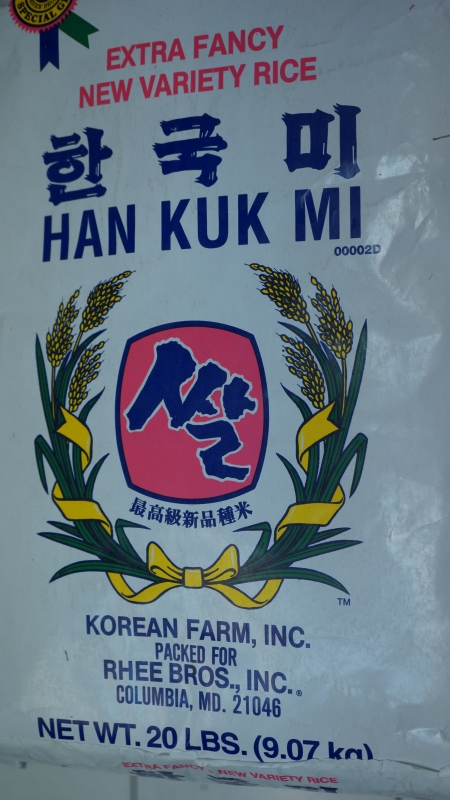 SPECIAL
EXTRA FANCY
NEW VARIETY RICE
한국미
HAN KUK MI
00002D
쌀
最高級新品種米
TM
KOREAN FARM, INC.
PACKED FOR
RHEE BROS., INC.®
COLUMBIA, MD. 21046
NET WT. 20 LBS. (9.07 kg)
EXTRA FANCY - NEW VARIETY RICE